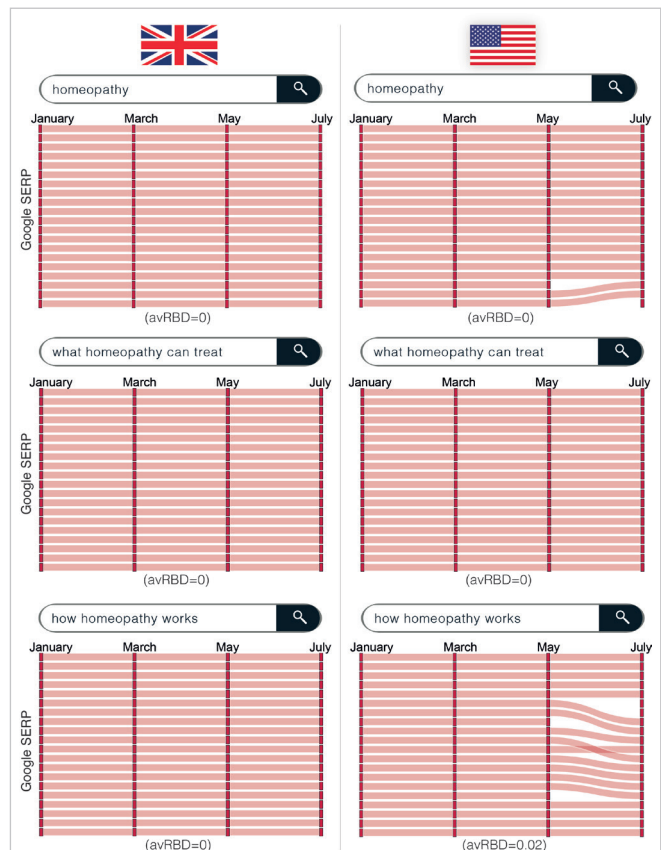 homeopathy
January March May July
Google SERP
(avRBD=0)
homeopathy
January March May July
(avRBD=0)
what homeopathy can treat
January March May July
Google SERP
(avRBD=0)
what homeopathy can treat
January March May July
(avRBD=0)
how homeopathy works
January March May July
Google SERP
(avRBD=0)
how homeopathy works
January March May July
(avRBD=0.02)